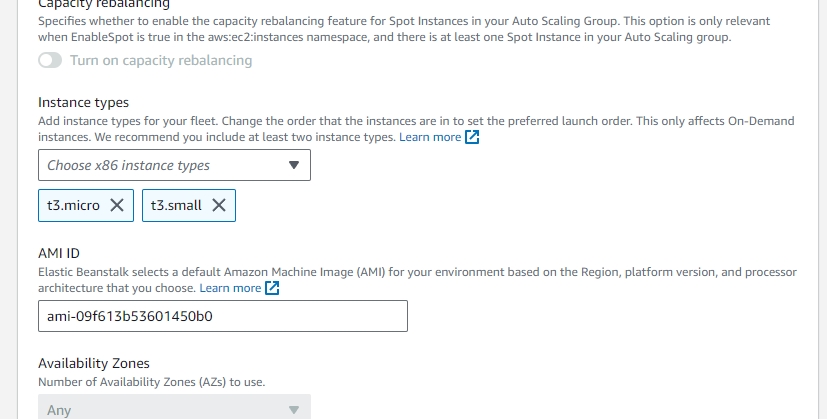 Capacity rebalancing
Specifies whether to enable the capacity rebalancing feature for Spot Instances in your Auto Scaling Group. This option is only relevant
when EnableSpot is true in the aws:ec2:instances namespace, and there is at least one Spot Instance in your Auto Scaling group.
Turn on capacity rebalancing
Instance types
Add instance types for your fleet. Change the order that the instances are in to set the preferred launch order. This only affects On-Demand
instances. We recommend you include at least two instance types. Learn more
Choose x86 instance types
t3.micro t3.small
AMI ID
Elastic Beanstalk selects a default Amazon Machine Image (AMI) for your environment based on the Region, platform version, and processor
architecture that you choose. Learn more
ami-09f613b53601450b0
Availability Zones
Number of Availability Zones (AZs) to use.
Any